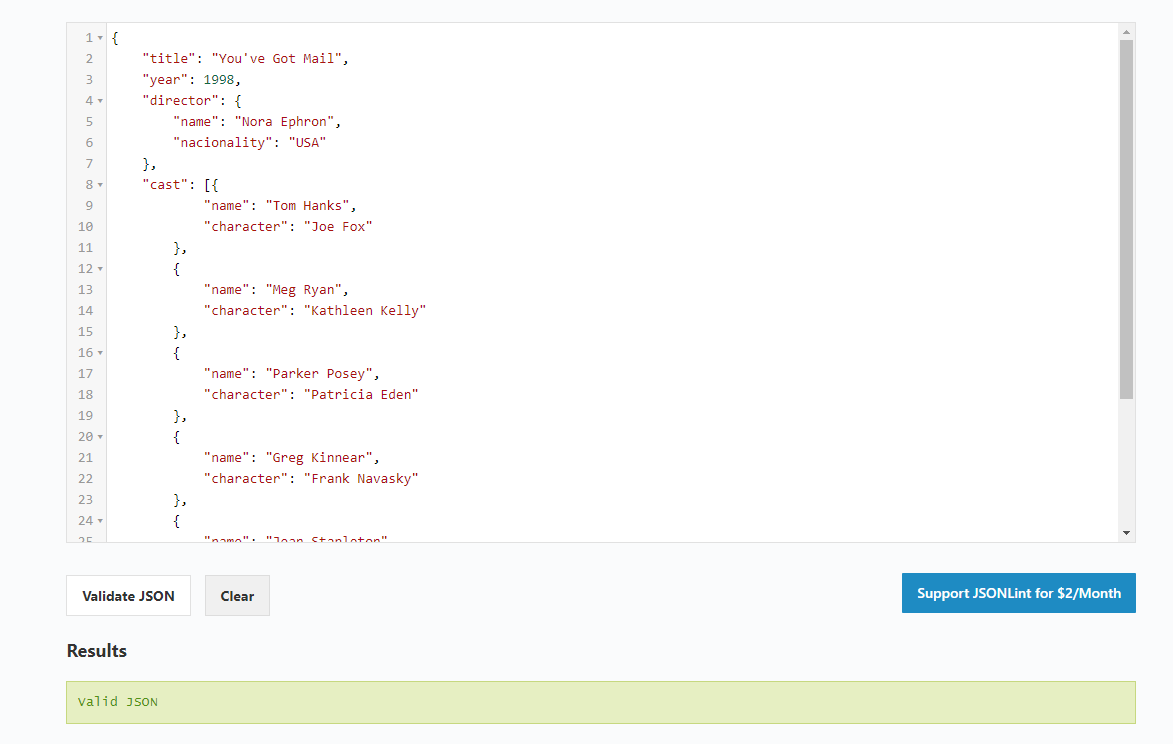 1 {
2 "title": "You've Got Mail",
3 "year": 1998,
4 "director": {
5 "name": "Nora Ephron",
6 "nacionality": "USA"
7 },
8 "cast": [{
9 "name": "Tom Hanks",
10 "character": "Joe Fox"
11 },
12 {
13 "name": "Meg Ryan",
14 "character": "Kathleen Kelly"
15 },
16 {
17 "name": "Parker Posey",
18 "character": "Patricia Eden"
19 },
20 {
21 "name": "Greg Kinnear",
22 "character": "Frank Navasky"
23 },
24 {
25 "name": "Jean Stapleton"
Validate JSON Clear Support JSONLint for $2/Month
Results
Valid JSON